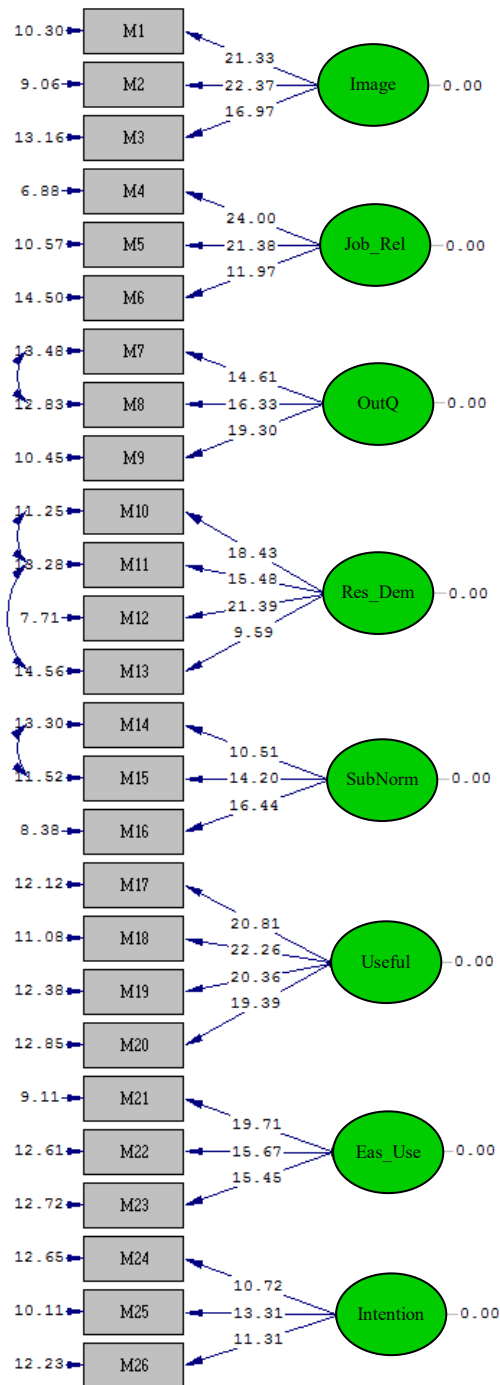 10.30 M1
21.33
9.06 M2 22.37 Image 0.00
16.97
13.16 M3
6.88 M4
24.00
10.57 M5 21.38 Job_Rel 0.00
11.97
14.50 M6
13.48 M7
14.61
12.83 M8 16.33 OutQ 0.00
19.30
10.45 M9
11.25 M10
18.43
13.28 M11 15.48
Res_Dem 0.00
7.71 M12 21.39
9.59
14.56 M13
13.30 M14
10.51
11.52 M15 14.20 SubNorm 0.00
16.44
8.38 M16
12.12 M17
20.81
11.08 M18 22.26
Useful 0.00
12.38 M19 20.36
19.39
12.85 M20
9.11 M21
19.71
12.61 M22 15.67 Eas_Use 0.00
15.45
12.72 M23
12.65 M24
10.72
10.11 M25 13.31 Intention 0.00
11.31
12.23 M26